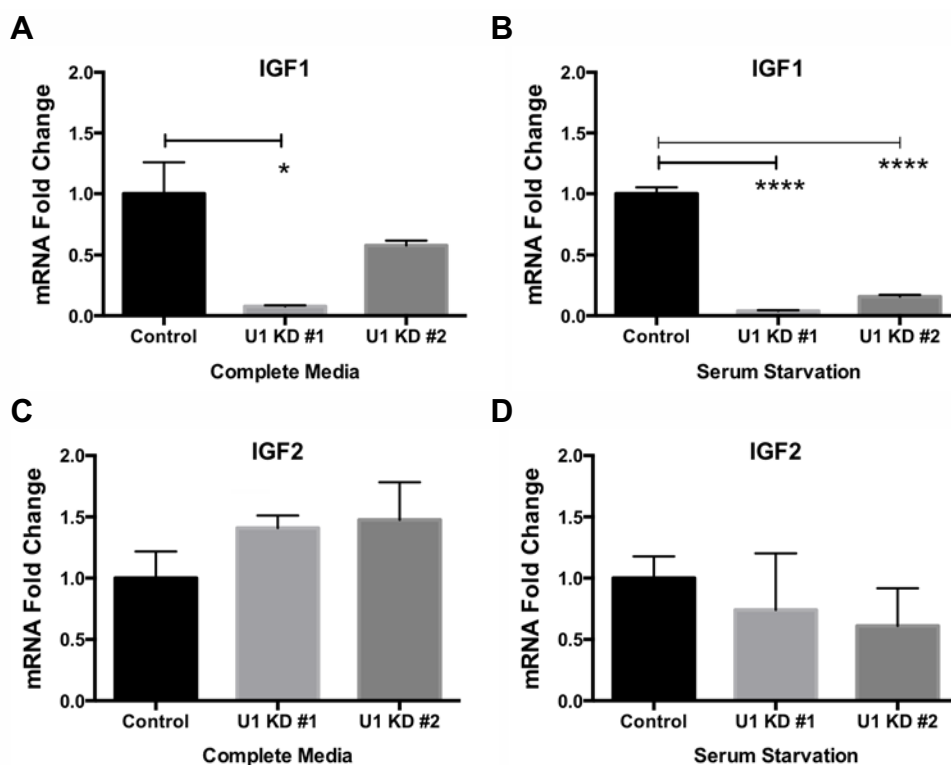 A
IGF1
mRNA Fold Change
2.0
1.5
1.0
0.5
0.0
*
Control
U1 KD #1
U1 KD #2
Complete Media
B
IGF1
mRNA Fold Change
2.0
1.5
1.0
0.5
0.0
****
****
Control
U1 KD #1
U1 KD #2
Serum Starvation
C
IGF2
mRNA Fold Change
2.0
1.5
1.0
0.5
0.0
Control
U1 KD #1
U1 KD #2
Complete Media
D
IGF2
mRNA Fold Change
2.0
1.5
1.0
0.5
0.0
Control
U1 KD #1
U1 KD #2
Serum Starvation